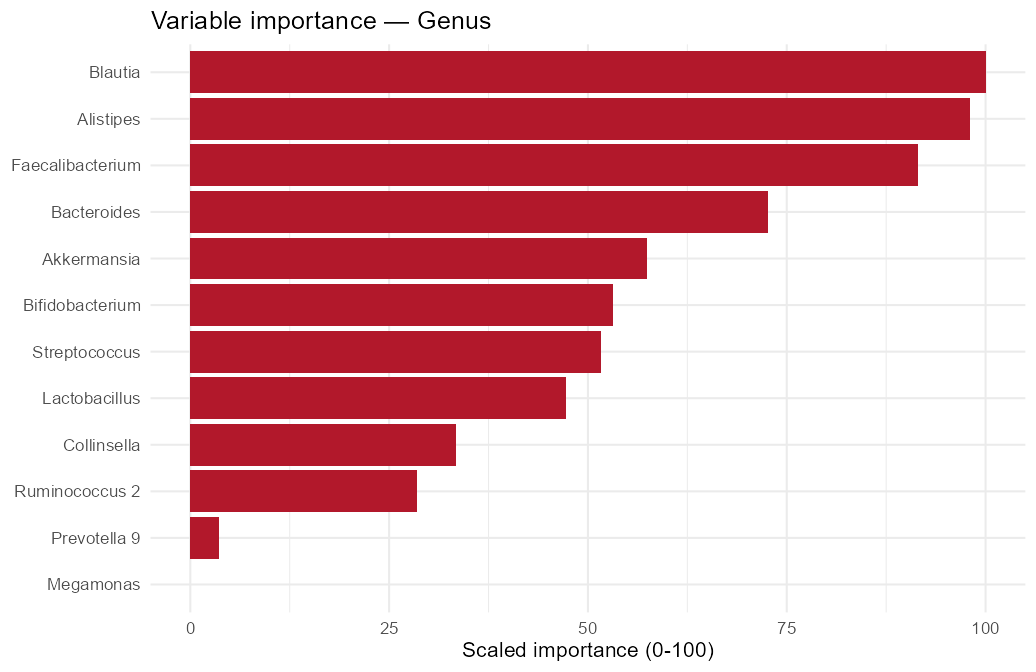 Variable importance — Genus
Blautia
Alistipes
Faecalibacterium
Bacteroides
Akkermansia
Bifidobacterium
Streptococcus
Lactobacillus
Collinsella
Ruminococcus 2
Prevotella 9
Megamonas
0 25 50 75 100
Scaled importance (0-100)